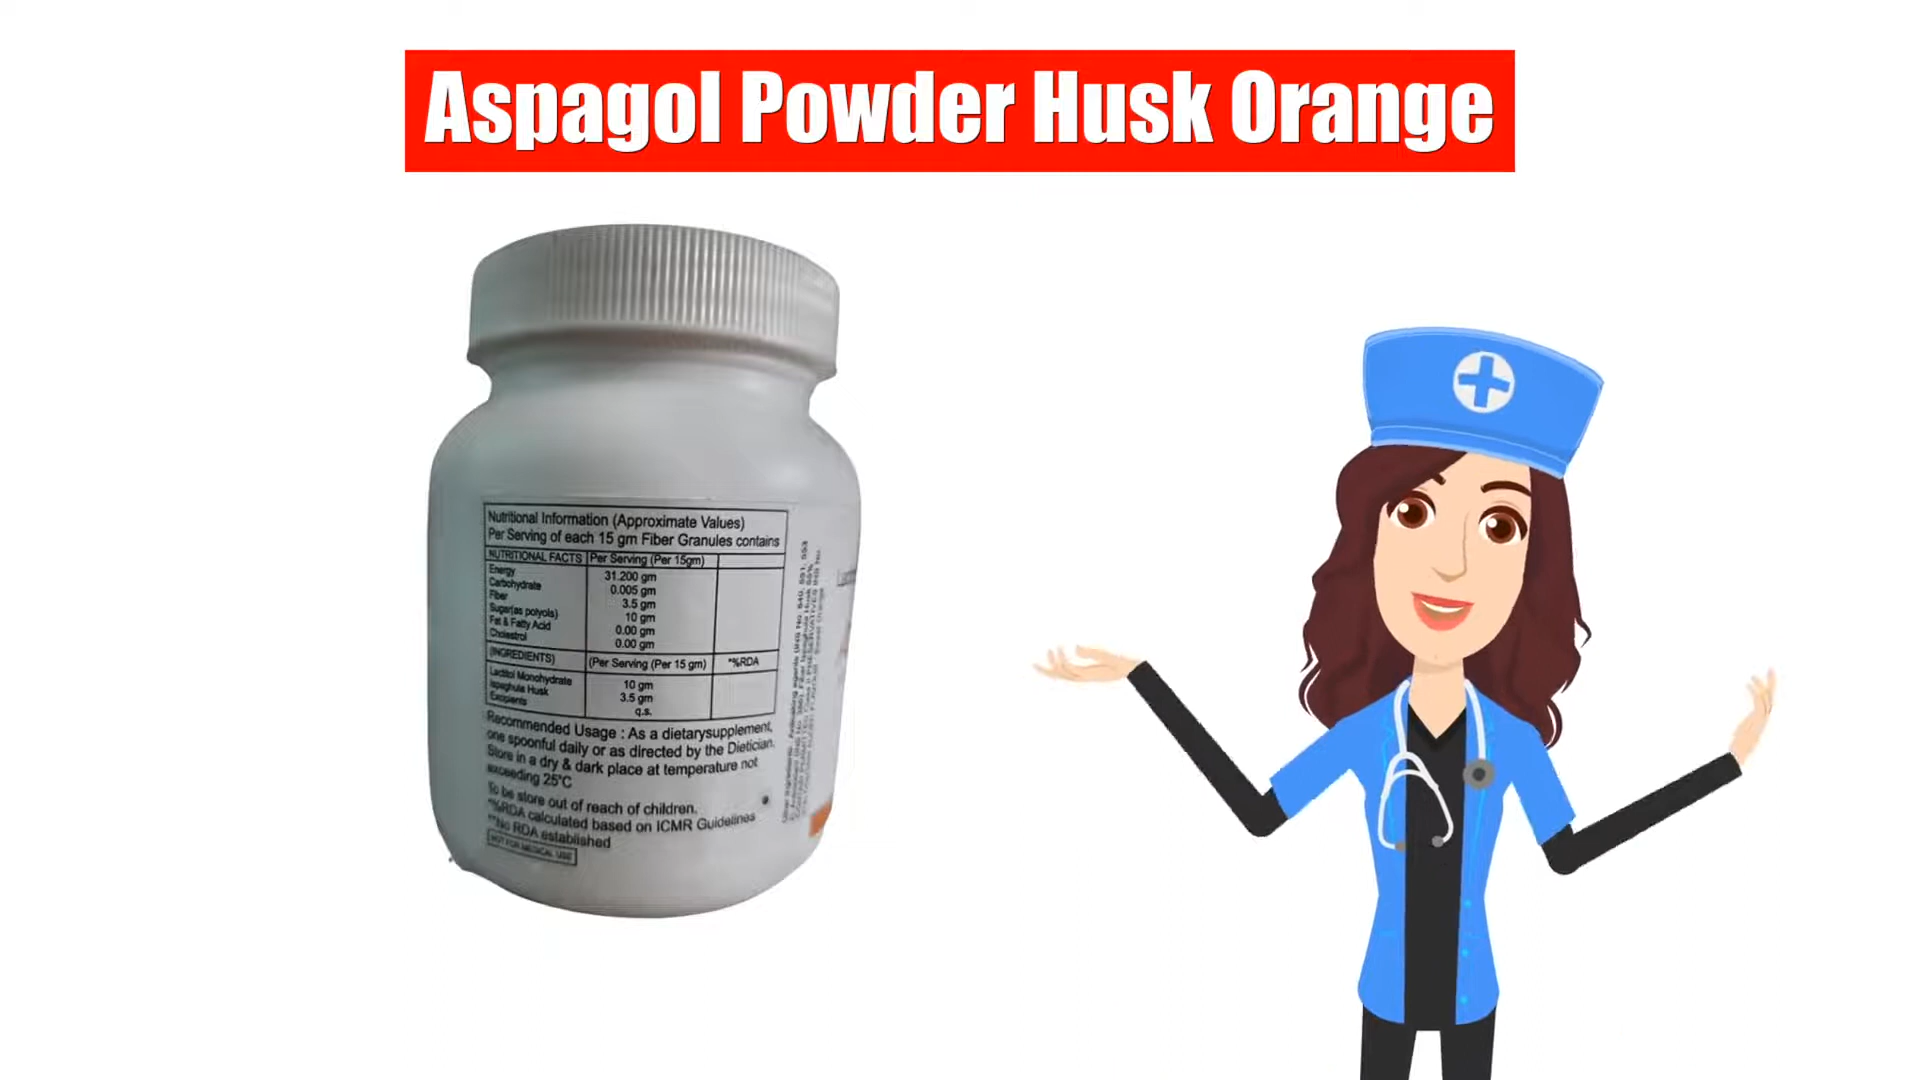 Aspagol Powder Husk Orange
Nutritional Information (Approximate Values)
Per Serving of each 15 gm Fiber Granules contains
NUTRITIONAL FACTS Per Serving (Per 15gm)
Energy 31.200 gm
Carbohydrate 0.005 gm
Fiber 3.5 gm
Sugar(as polyols) 10 gm
Fat & Fatty Acid 0.00 gm
Cholestrol 0.00 gm
(INGREDIENTS) (Per Serving (Per 15 gm) *%RDA
Lactitol Monohydrate 10 gm
Ispaghula Husk 3.5 gm
Excipients q.s.
Recommended Usage : As a dietarysupplement,
one spoonful daily or as directed by the Dietician.
Store in a dry & dark place at temperature not
exceeding 25°C
To be store out of reach of children.
*%RDA calculated based on ICMR Guidelines
**No RDA established
NOT FOR MEDICAL USE